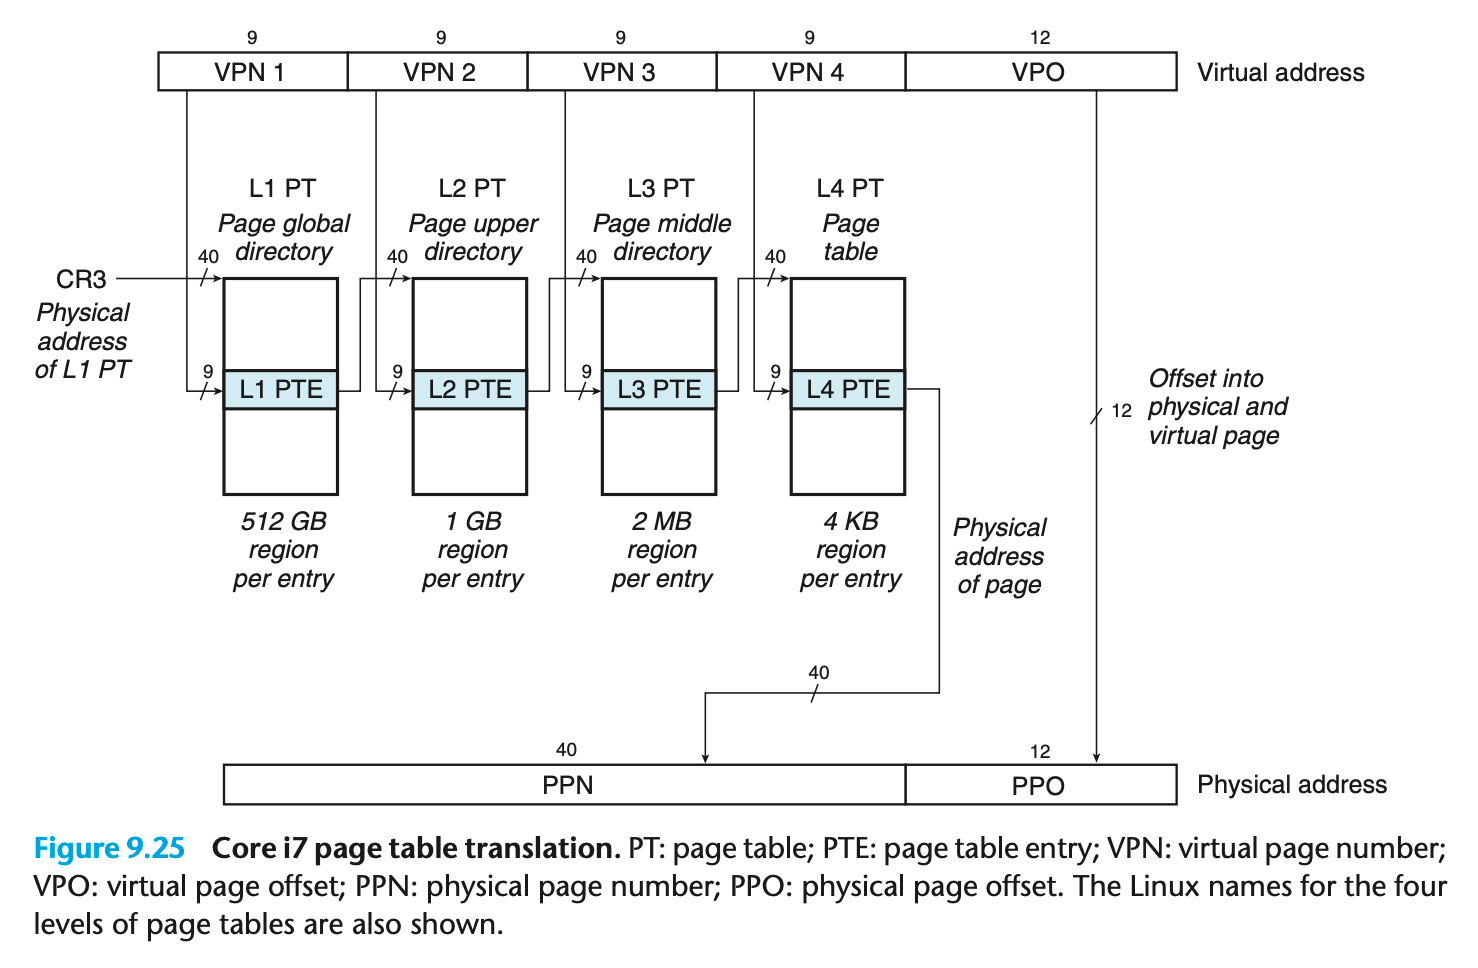 9 9 9 9 12
VPN 1 VPN 2 VPN 3 VPN 4 VPO Virtual address
L1 PT L2 PT L3 PT L4 PT
Page global Page upper Page middle Page
directory directory directory table
40 40 40 40
CR3
Physical
address
of L1 PT
9 9 9 9
L1 PTE L2 PTE L3 PTE L4 PTE
Offset into
12 physical and
virtual page
512 GB 1 GB 2 MB 4 KB
region region region region
per entry per entry per entry per entry
Physical
address
of page
40
40 12
PPN PPO Physical address
Figure 9.25 Core i7 page table translation. PT: page table; PTE: page table entry; VPN: virtual page number;
VPO: virtual page offset; PPN: physical page number; PPO: physical page offset. The Linux names for the four
levels of page tables are also shown.